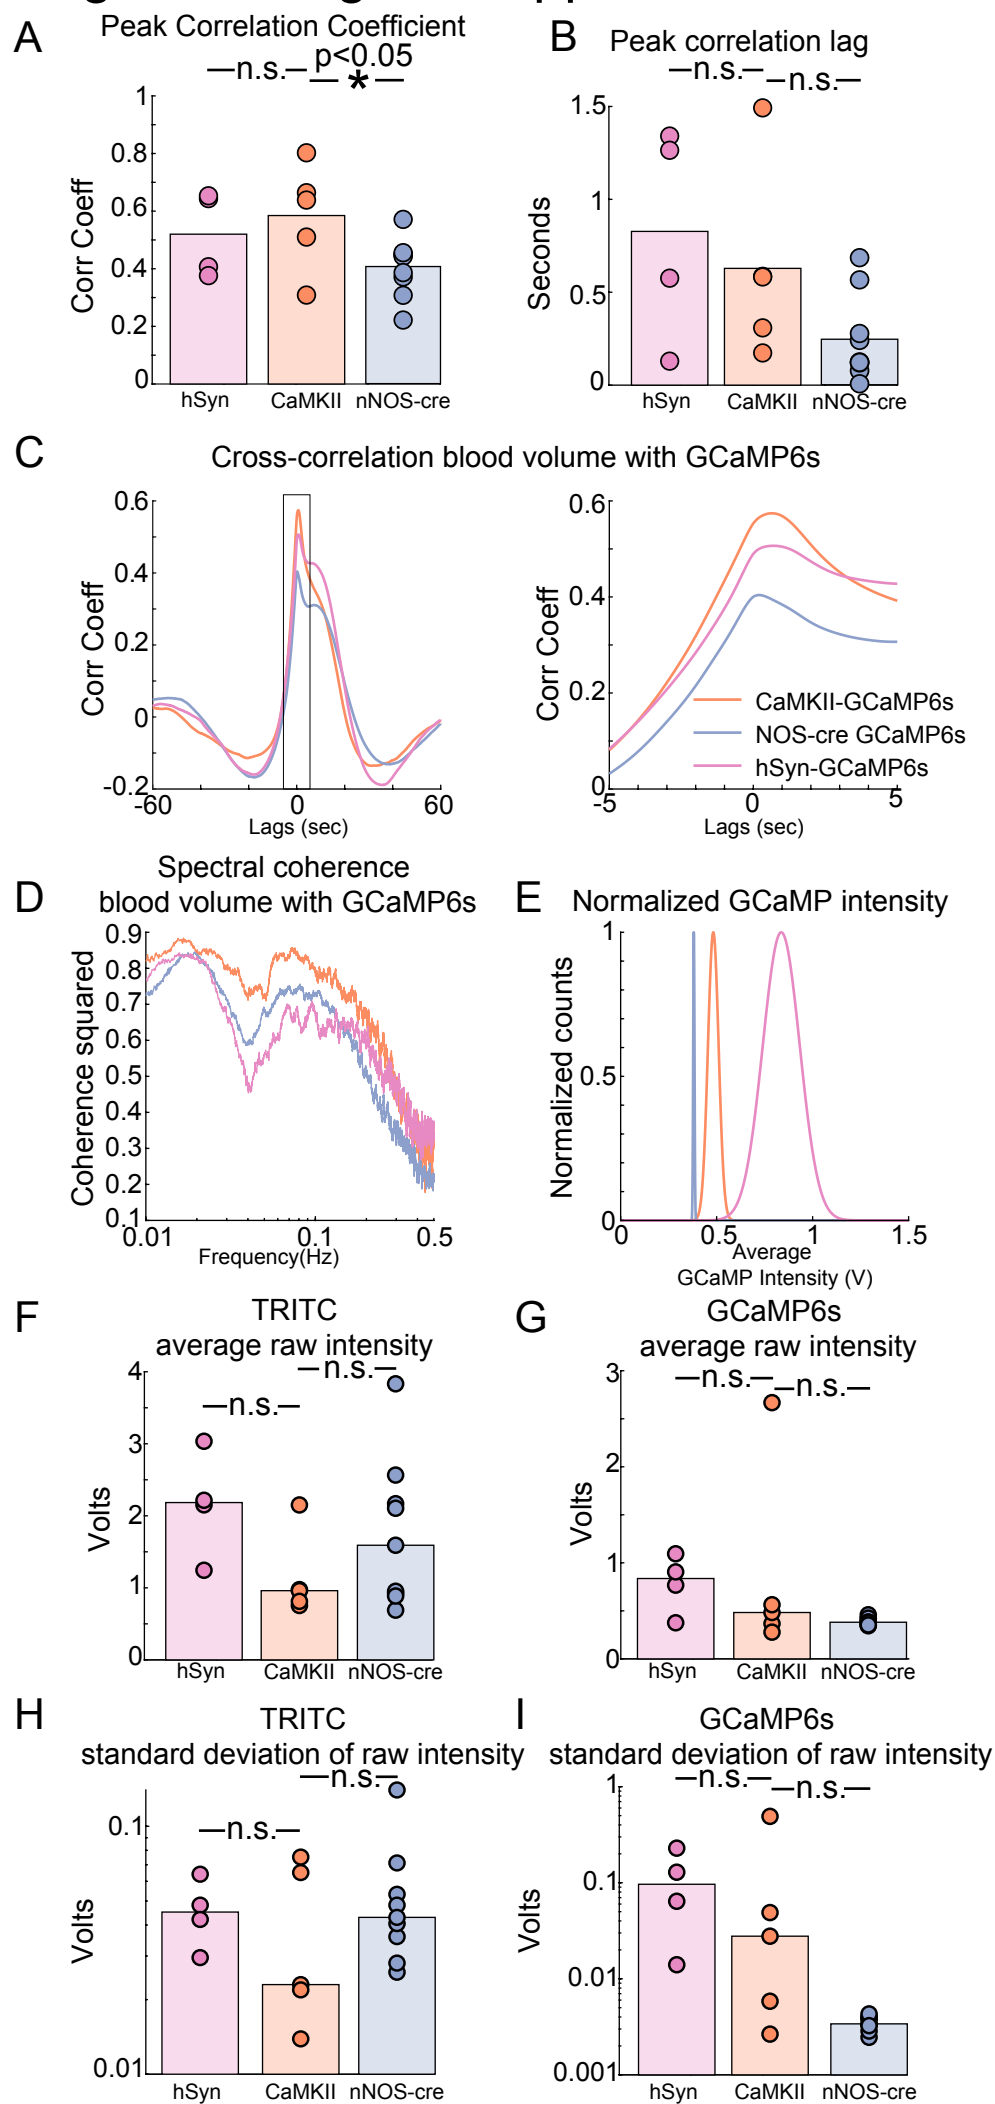 A
Peak Correlation Coefficient
n.s.
p<0.05
*
Corr Coeff
1
0.8
0.6
0.4
0.2
0
hSyn
CaMKII
nNOS-cre
B
Peak correlation lag
n.s.
n.s.
Seconds
1.5
1
0.5
0
hSyn
CaMKII
nNOS-cre
C
Cross-correlation blood volume with GCaMP6s
Corr Coeff
0.6
0.4
0.2
0
-0.2
-60
0
60
Lags (sec)
Corr Coeff
0.6
0.4
0.2
0
-5
0
5
Lags (sec)
CaMKII-GCaMP6s
NOS-cre GCaMP6s
hSyn-GCaMP6s
D
Spectral coherence
blood volume with GCaMP6s
Coherence squared
0.9
0.8
0.7
0.6
0.5
0.4
0.3
0.2
0.1
0.01
0.1
0.5
Frequency(Hz)
E
Normalized GCaMP intensity
Normalized counts
1
0.5
0
0
0.5
1
1.5
Average
GCaMP Intensity (V)
F
TRITC
average raw intensity
n.s.
n.s.
Volts
4
3
2
1
0
hSyn
CaMKII
nNOS-cre
G
GCaMP6s
average raw intensity
n.s.
n.s.
Volts
3
2
1
0
hSyn
CaMKII
nNOS-cre
H
TRITC
standard deviation of raw intensity
n.s.
n.s.
Volts
0.1
0.01
hSyn
CaMKII
nNOS-cre
I
GCaMP6s
standard deviation of raw intensity
n.s.
n.s.
Volts
1
0.1
0.01
0.001
hSyn
CaMKII
nNOS-cre